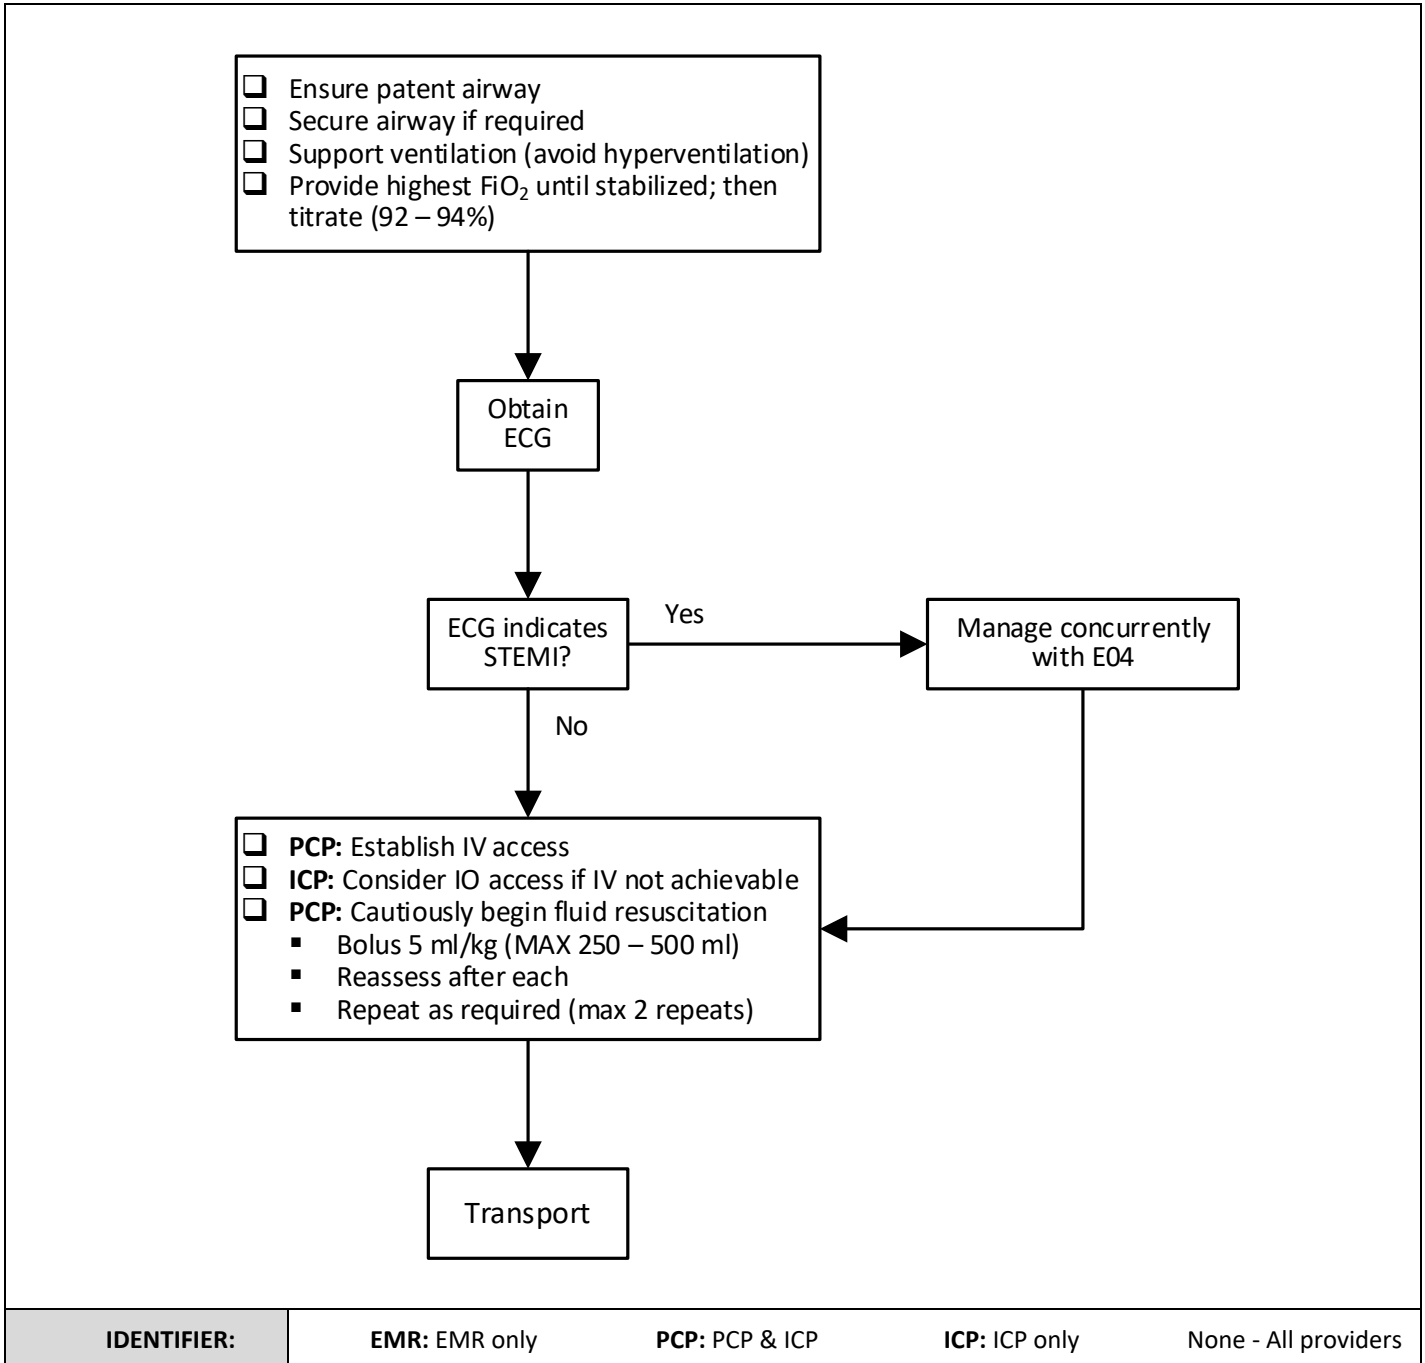 Ensure patent airway
Secure airway if required
Support ventilation (avoid hyperventilation)
Provide highest FiO₂ until stabilized; then
titrate (92 – 94%)
Obtain
ECG
ECG indicates
STEMI?
Yes
Manage concurrently
with E04
No
PCP: Establish IV access
ICP: Consider IO access if IV not achievable
PCP: Cautiously begin fluid resuscitation
Bolus 5 ml/kg (MAX 250 – 500 ml)
Reassess after each
Repeat as required (max 2 repeats)
Transport
IDENTIFIER: EMR: EMR only PCP: PCP & ICP ICP: ICP only None - All providers